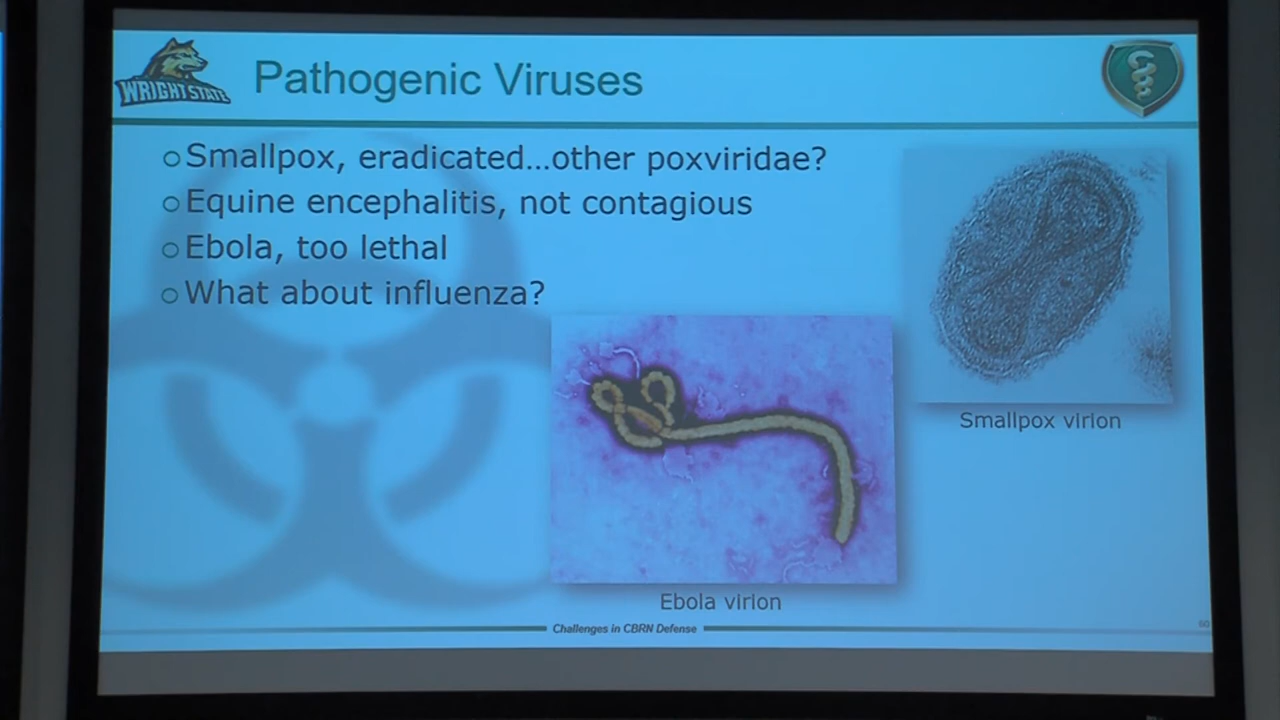 WRIGHT STATE
Pathogenic Viruses
Smallpox, eradicated...other poxviridae?
Equine encephalitis, not contagious
Ebola, too lethal
What about influenza?
Smallpox virion
Ebola virion
Challenges in CBRN Defense